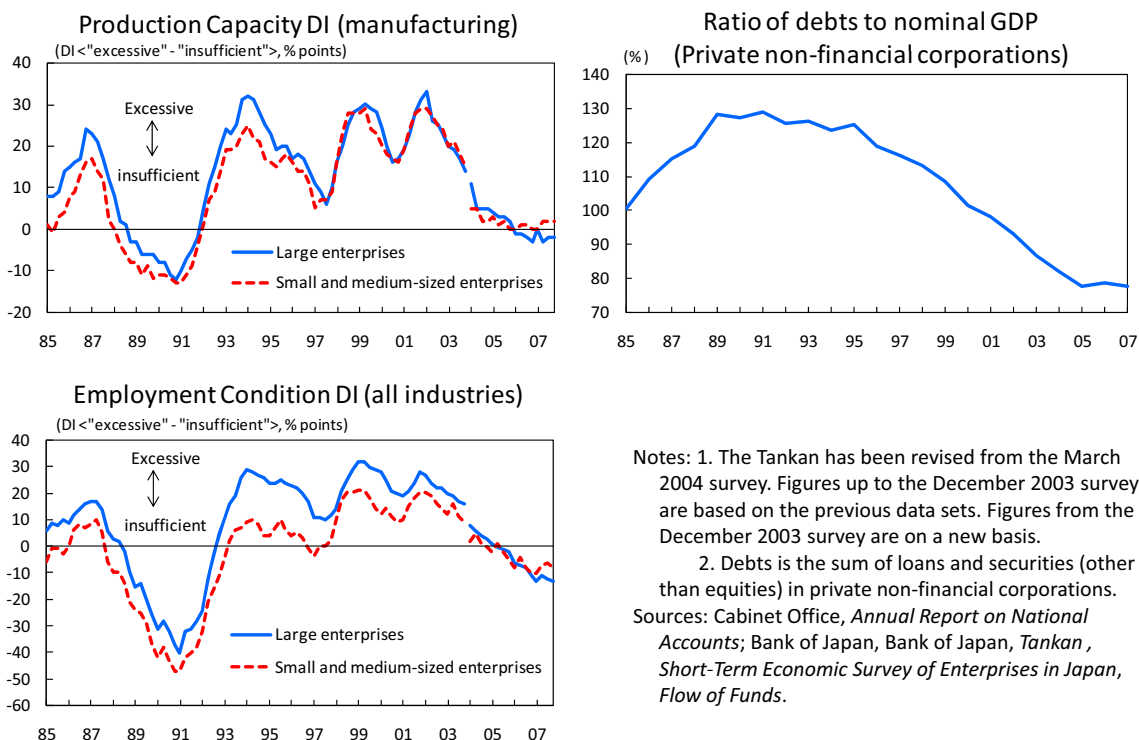 Production Capacity DI (manufacturing)
(DI <"excessive" - "insufficient">, % points)
40
30
20
10
0
-10
-20
Excessive
insufficient
Large enterprises
Small and medium-sized enterprises
85 87 89 91 93 95 97 99 01 03 05 07
Ratio of debts to nominal GDP
(Private non-financial corporations)
(%)
140
130
120
110
100
90
80
70
85 87 89 91 93 95 97 99 01 03 05 07
Employment Condition DI (all industries)
(DI <"excessive" - "insufficient">, % points)
40
30
20
10
0
-10
-20
-30
-40
-50
-60
Excessive
insufficient
Large enterprises
Small and medium-sized enterprises
85 87 89 91 93 95 97 99 01 03 05 07
Notes: 1. The Tankan has been revised from the March
2004 survey. Figures up to the December 2003 survey
are based on the previous data sets. Figures from the
December 2003 survey are on a new basis.
2. Debts is the sum of loans and securities (other
than equities) in private non-financial corporations.
Sources: Cabinet Office, Annual Report on National
Accounts; Bank of Japan, Bank of Japan, Tankan ,
Short-Term Economic Survey of Enterprises in Japan,
Flow of Funds.